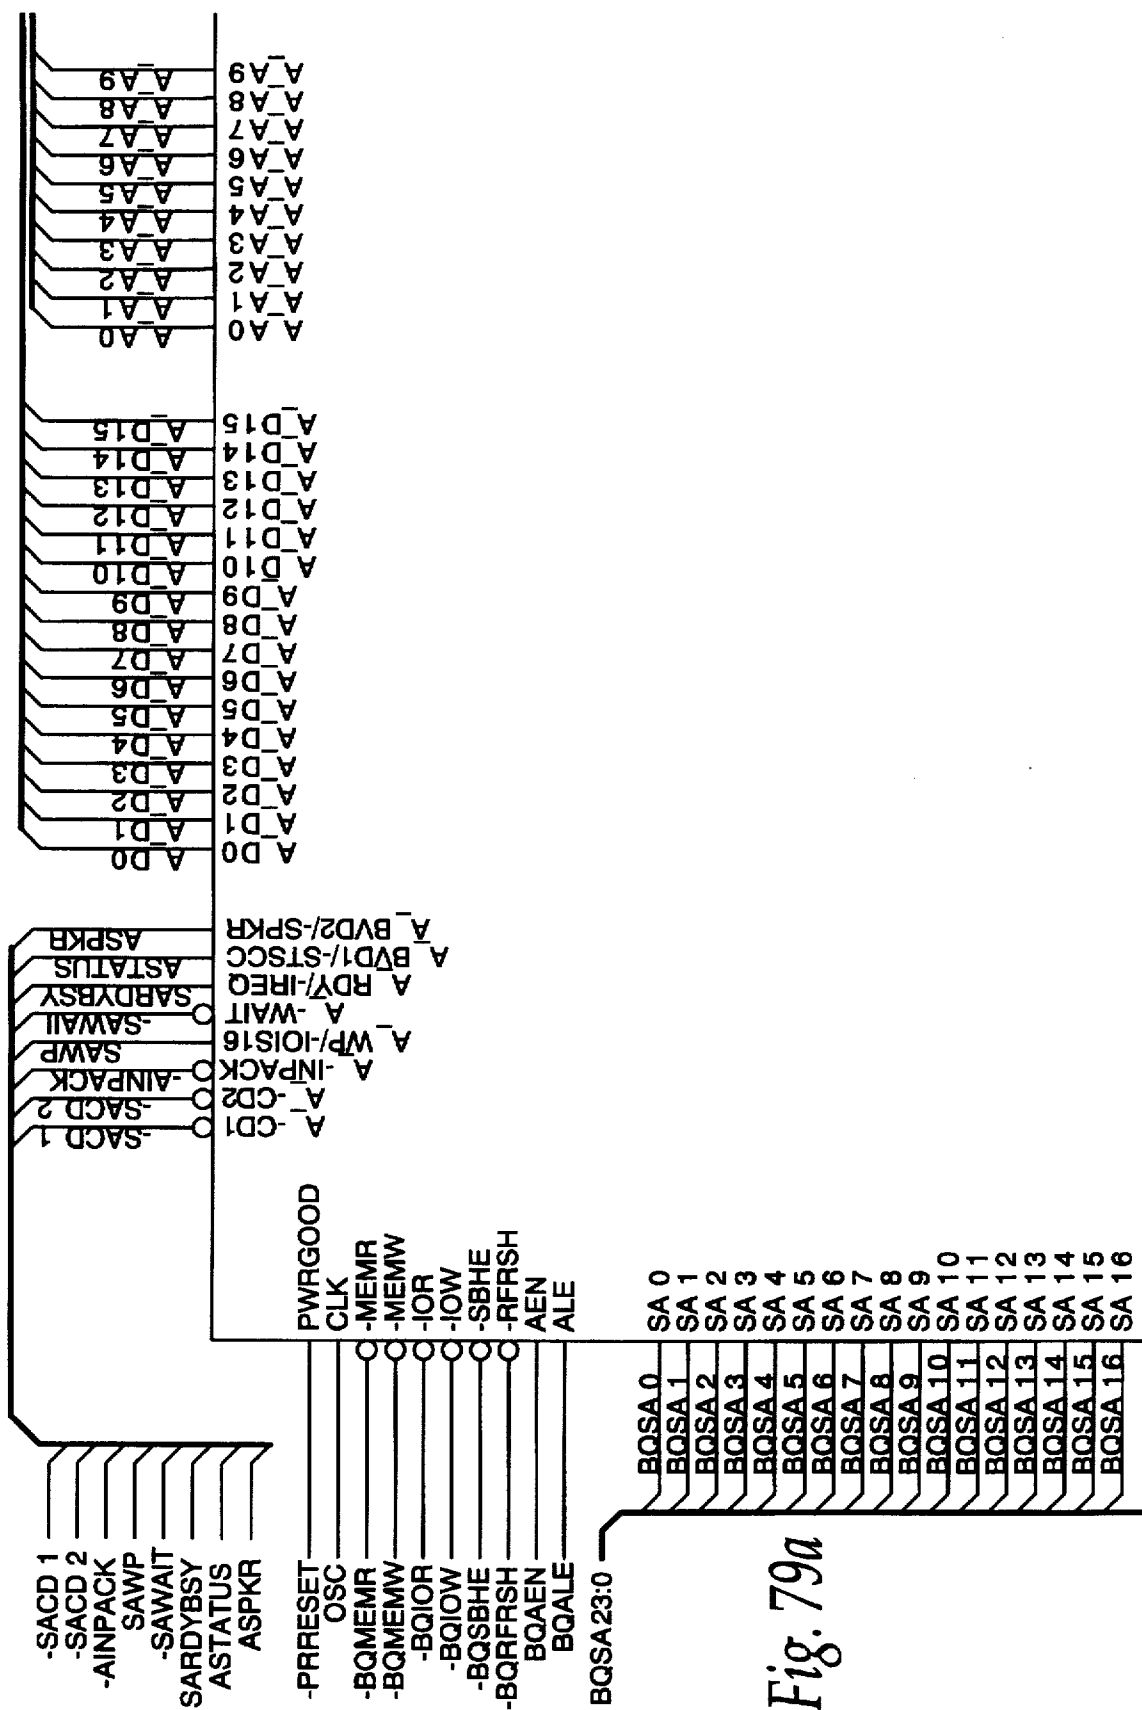 A_A9
A_A8
A_A7
A_A6
A_A5
A_A4
A_A3
A_A2
A_A1
A_A0
A_A9
A_A8
A_A7
A_A6
A_A5
A_A4
A_A3
A_A2
A_A1
A_A0
A_D15
A_D14
A_D13
A_D12
A_D11
A_D10
A_D9
A_D8
A_D7
A_D6
A_D5
A_D4
A_D3
A_D2
A_D1
A_D0
A_D15
A_D14
A_D13
A_D12
A_D11
A_D10
A_D9
A_D8
A_D7
A_D6
A_D5
A_D4
A_D3
A_D2
A_D1
A_D0
ASPKR
ASTATUS
SARDYBSY
-SAWAIT
SAWP
-AINPACK
-SACD 2
-SACD 1
A_BVD2/-SPKR
A_BVD1/-STSCC
A_RDY/-IREQ
A_-WAIT
A_WP/-IOIS16
A_-INPACK
A_-CD2
A_-CD1
-SACD 1
-SACD 2
-AINPACK
SAWP
-SAWAIT
SARDYBSY
ASTATUS
ASPKR
-PRRESET
OSC
-BQMEMR
-BQMEMW
-BQIOR
-BQIOW
-BQSBHE
-BQRFRSH
BQAEN
BQALE
PWRGOOD
CLK
-MEMR
-MEMW
-IOR
-IOW
-SBHE
-RFRSH
AEN
ALE
BQSA23:0
BQSA 0
BQSA 1
BQSA 2
BQSA 3
BQSA 4
BQSA 5
BQSA 6
BQSA 7
BQSA 8
BQSA 9
BQSA 10
BQSA 11
BQSA 12
BQSA 13
BQSA 14
BQSA 15
BQSA 16
SA 0
SA 1
SA 2
SA 3
SA 4
SA 5
SA 6
SA 7
SA 8
SA 9
SA 10
SA 11
SA 12
SA 13
SA 14
SA 15
SA 16
Fig. 79a